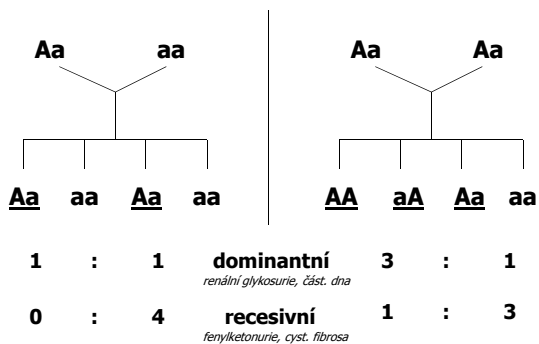 Aa aa Aa Aa
Aa aa Aa aa AA aA Aa aa
1 : 1 dominantní 3 : 1
renální glykosurie, část. dna
0 : 4 recesivní 1 : 3
fenylketonurie, cyst. fibrosa